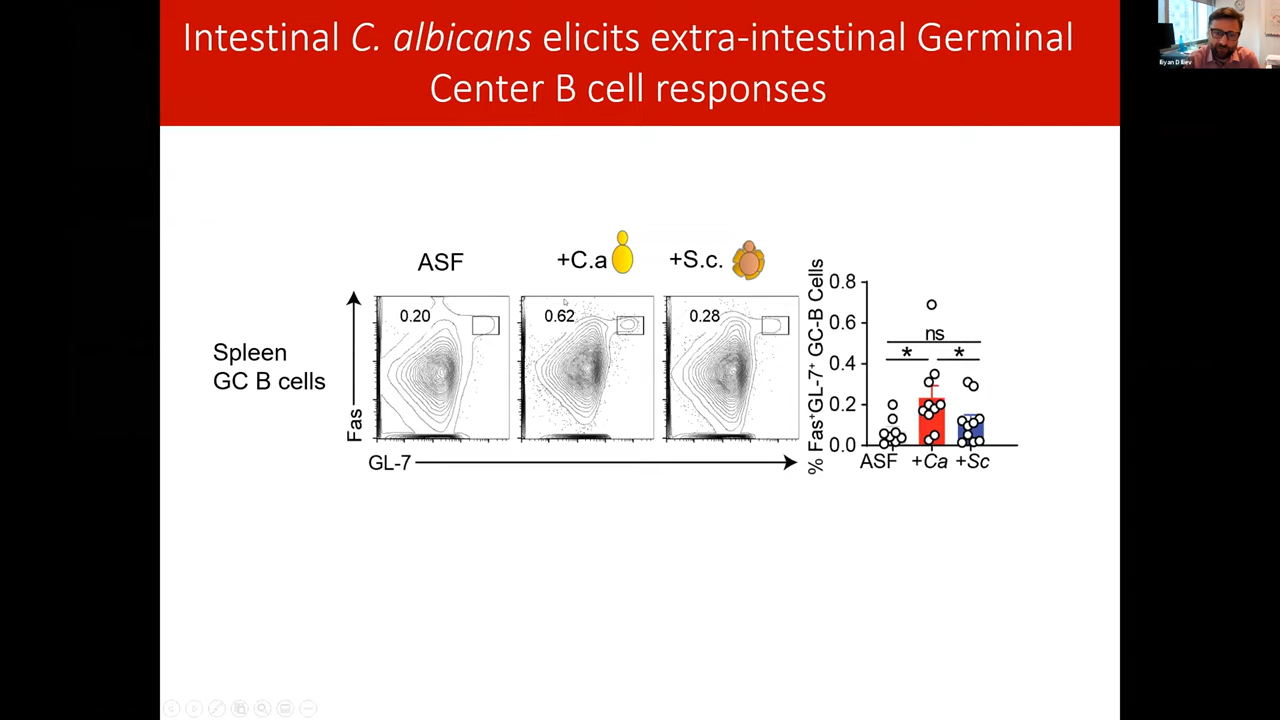 Intestinal C. albicans elicits extra-intestinal Germinal
Center B cell responses
ASF
+C.a
+S.c.
0.20
0.62
0.28
Spleen
GC B cells
Fas
GL-7
% Fas⁺GL-7⁺ GC-B Cells
0.8
0.6
0.4
0.2
0.0
ns
* *
ASF +Ca +Sc